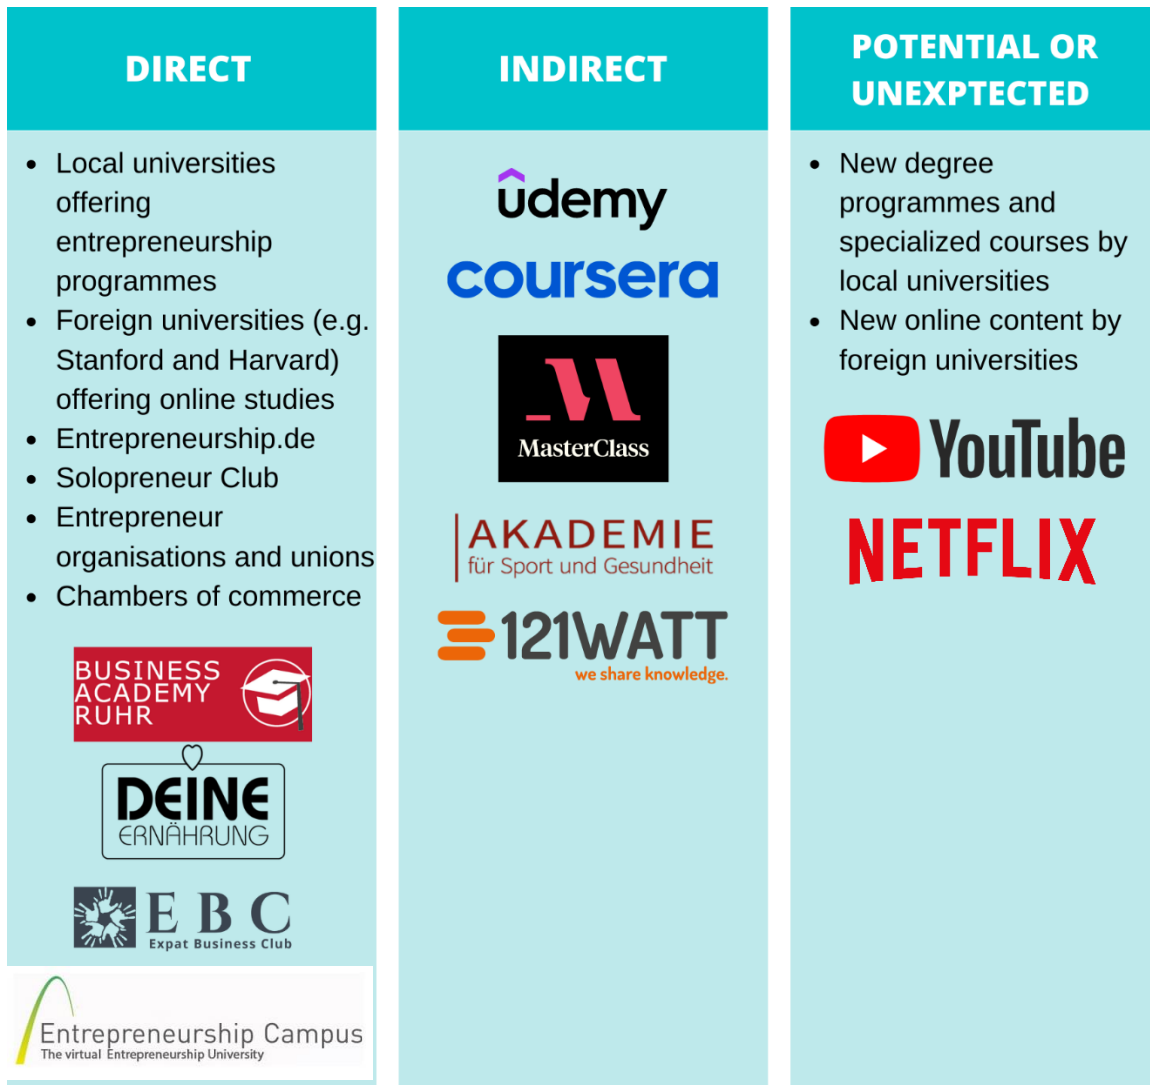 DIRECT
Local universities
offering
entrepreneurship
programmes
Foreign universities (e.g.
Stanford and Harvard)
offering online studies
Entrepreneurship.de
Solopreneur Club
Entrepreneur
organisations and unions
Chambers of commerce
BUSINESS
ACADEMY
RUHR
DEINE
ERNÄHRUNG
EBC
Expat Business Club
Entrepreneurship Campus
The virtual Entrepreneurship University
INDIRECT
ûdemy
coursera
MasterClass
AKADEMIE
für Sport und Gesundheit
121WATT
we share knowledge.
POTENTIAL OR
UNEXPTECTED
New degree
programmes and
specialized courses by
local universities
New online content by
foreign universities
YouTube
NETFLIX